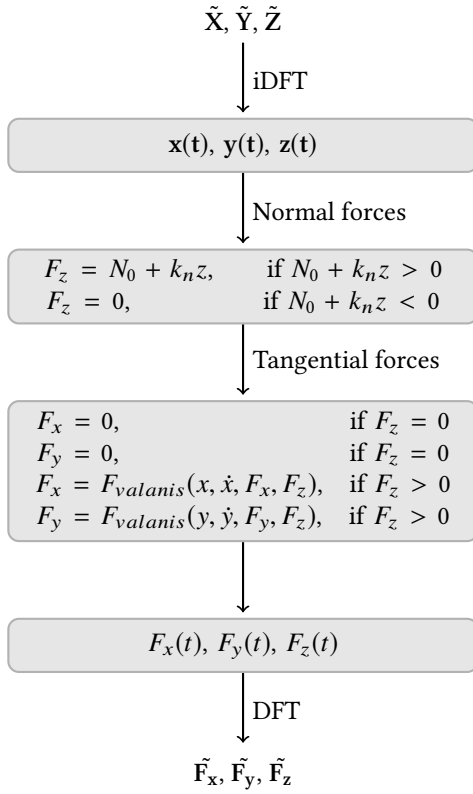 X̃, Ỹ, Z̃
iDFT
x(t), y(t), z(t)
Normal forces
F_z = N_0 + k_n z, if N_0 + k_n z > 0
F_z = 0, if N_0 + k_n z < 0
Tangential forces
F_x = 0, if F_z = 0
F_y = 0, if F_z = 0
F_x = F_valanis(x, ẋ, F_x, F_z), if F_z > 0
F_y = F_valanis(y, ẏ, F_y, F_z), if F_z > 0
F_x(t), F_y(t), F_z(t)
DFT
F̃_x, F̃_y, F̃_z